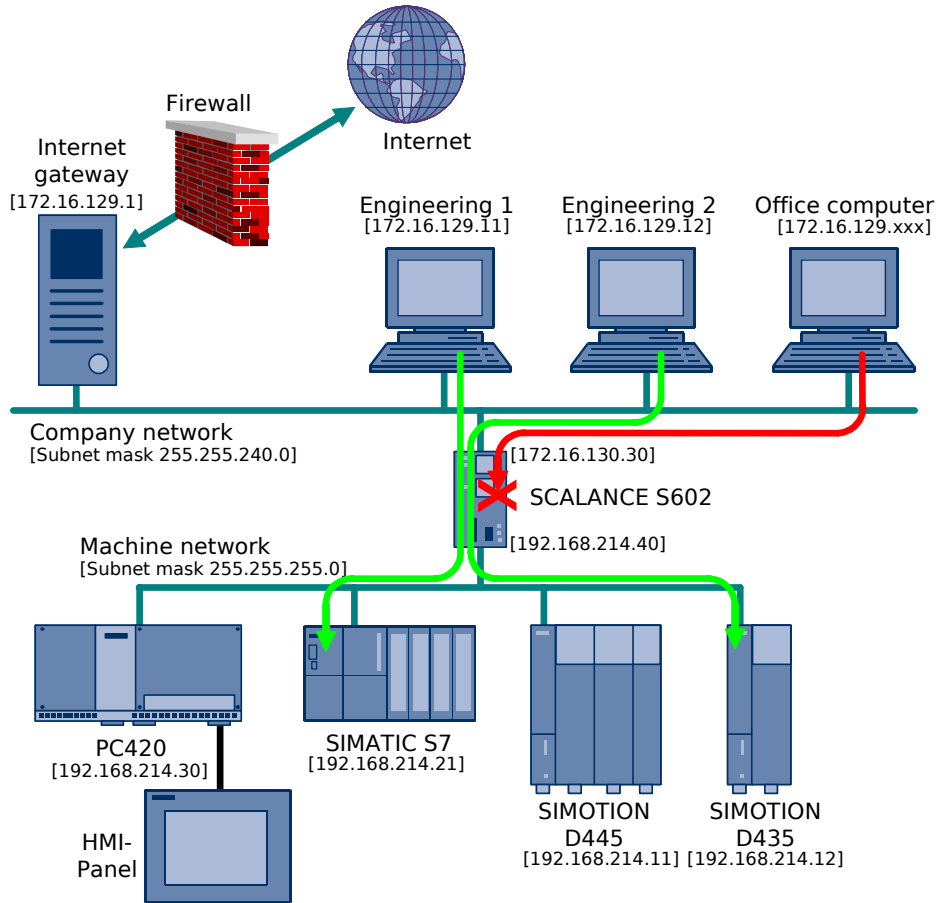 Firewall
Internet
Internet
gateway
[172.16.129.1]
Engineering 1
[172.16.129.11]
Engineering 2
[172.16.129.12]
Office computer
[172.16.129.xxx]
Company network
[Subnet mask 255.255.240.0]
[172.16.130.30]
SCALANCE S602
[192.168.214.40]
Machine network
[Subnet mask 255.255.255.0]
PC420
[192.168.214.30]
SIMATIC S7
[192.168.214.21]
SIMOTION
D445
[192.168.214.11]
SIMOTION
D435
[192.168.214.12]
HMI-
Panel